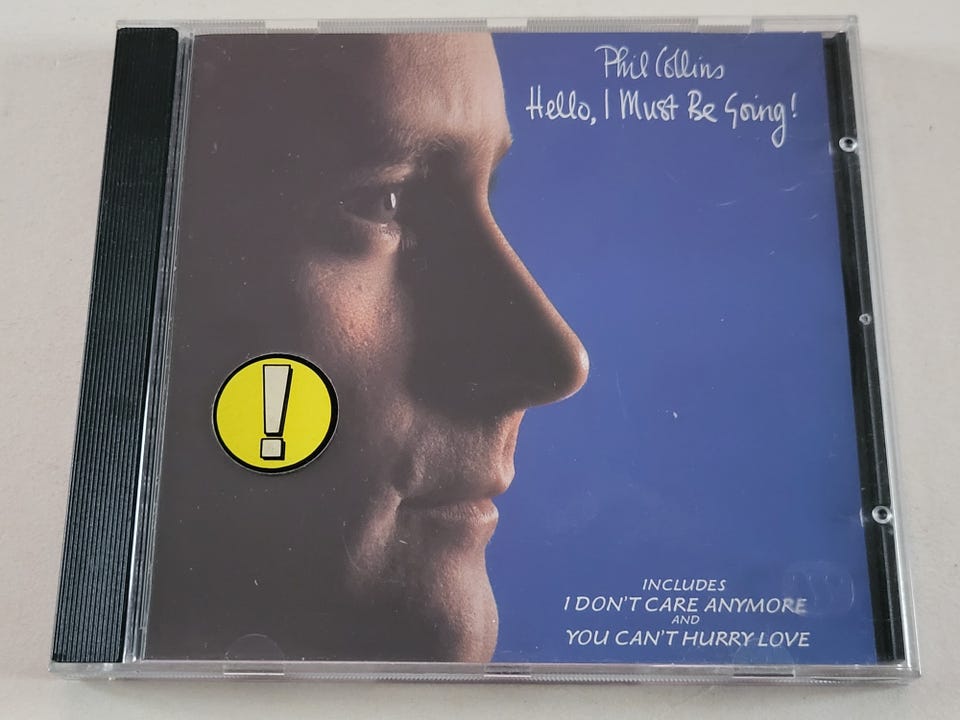 Phil Collins
Hello, I Must Be Going!
!
INCLUDES
I DON'T CARE ANYMORE
AND
YOU CAN'T HURRY LOVE